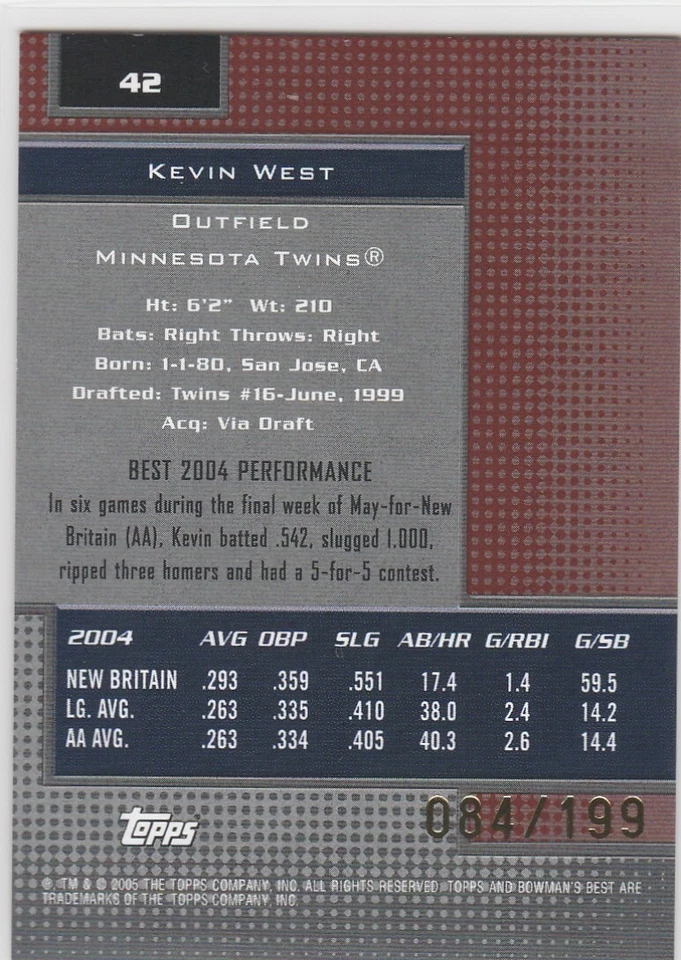 42
KEVIN WEST
OUTFIELD
MINNESOTA TWINS®
Ht: 6'2" Wt: 210
Bats: Right Throws: Right
Born: 1-1-80, San Jose, CA
Drafted: Twins #16-June, 1999
Acq: Via Draft
BEST 2004 PERFORMANCE
In six games during the final week of May-for-New
Britain (AA), Kevin batted .542, slugged 1.000,
ripped three homers and had a 5-for-5 contest.
2004 AVG OBP SLG AB/HR G/RBI G/SB
NEW BRITAIN .293 .359 .551 17.4 1.4 59.5
LG. AVG. .263 .335 .410 38.0 2.4 14.2
AA AVG. .263 .334 .405 40.3 2.6 14.4
topps
084/199
®, TM & © 2005 THE TOPPS COMPANY, INC. ALL RIGHTS RESERVED. TOPPS AND BOWMAN'S BEST ARE
TRADEMARKS OF THE TOPPS COMPANY, INC.